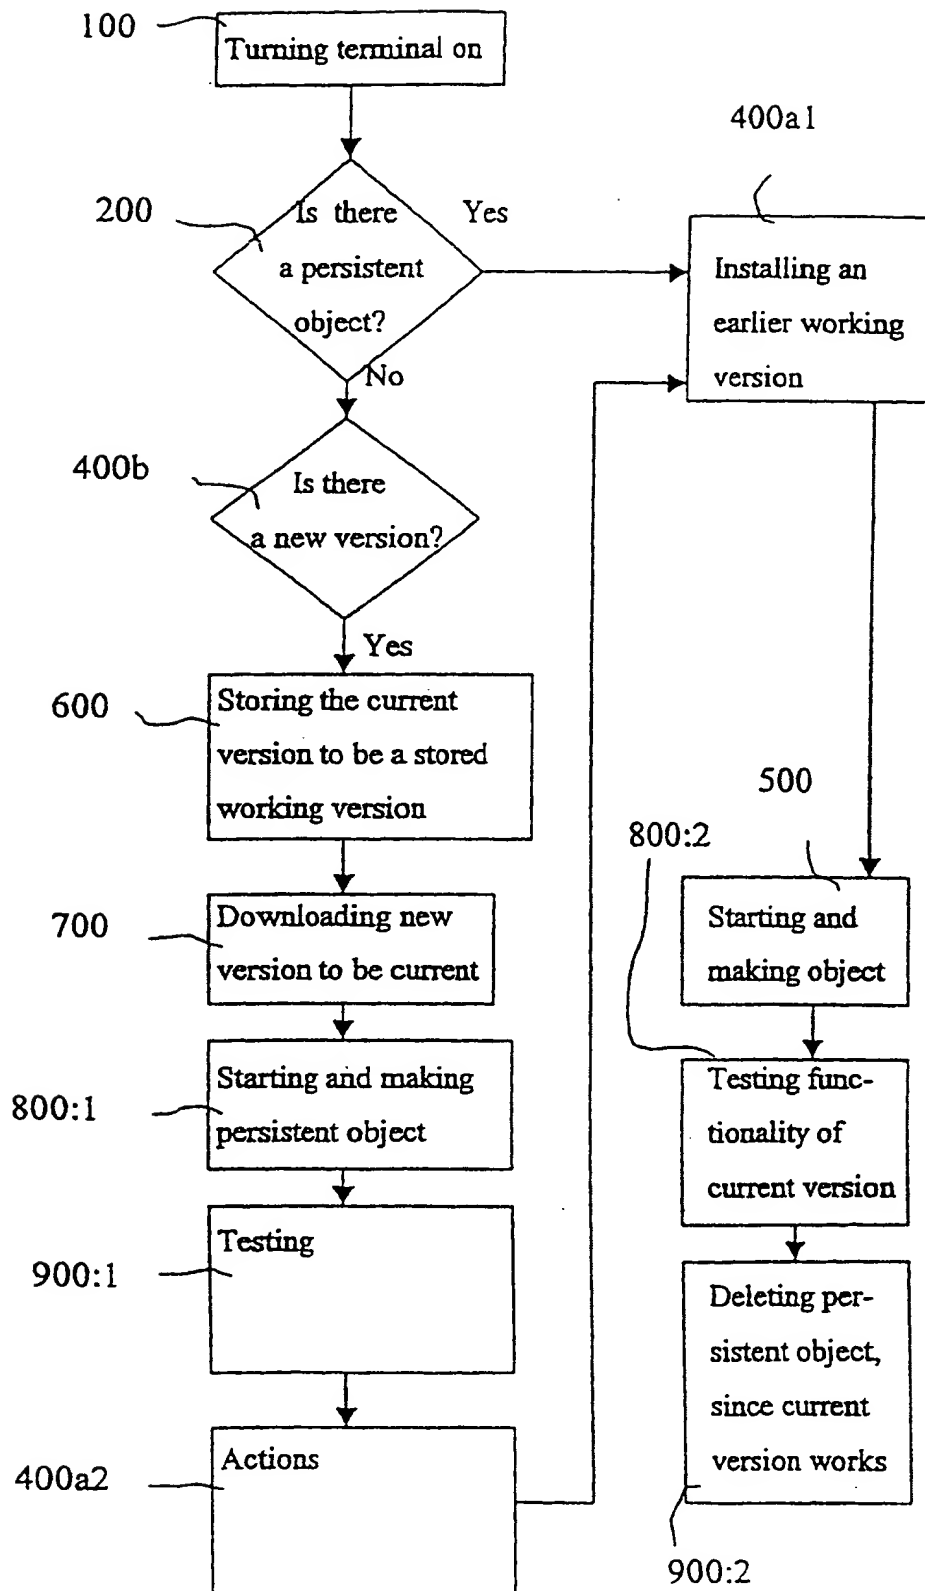 100
Turning terminal on
400a1
200
Is there
a persistent
object?
Yes
Installing an
earlier working
version
No
400b
Is there
a new version?
Yes
600
Storing the current
version to be a stored
working version
500
800:2
700
Downloading new
version to be current
Starting and
making object
800:1
Starting and making
persistent object
Testing func-
tionality of
current version
900:1
Testing
Deleting per-
sistent object,
since current
version works
400a2
Actions
900:2